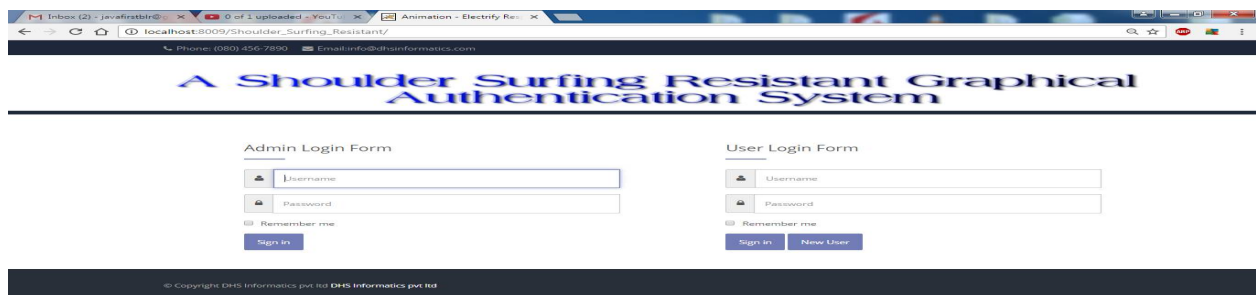 Inbox (2) - javafirstblr@g
0 of 1 uploaded - YouTu
Animation - Electrify Res
localhost:8009/Shoulder_Surfing_Resistant/
ABP
Phone: (080) 456-7890 Email:info@dhsinformatics.com
A Shoulder Surfing Resistant Graphical
Authentication System
Admin Login Form
Username
Password
Remember me
Sign in
User Login Form
Username
Password
Remember me
Sign in New User
© Copyright DHS Informatics pvt ltd DHS Informatics pvt ltd